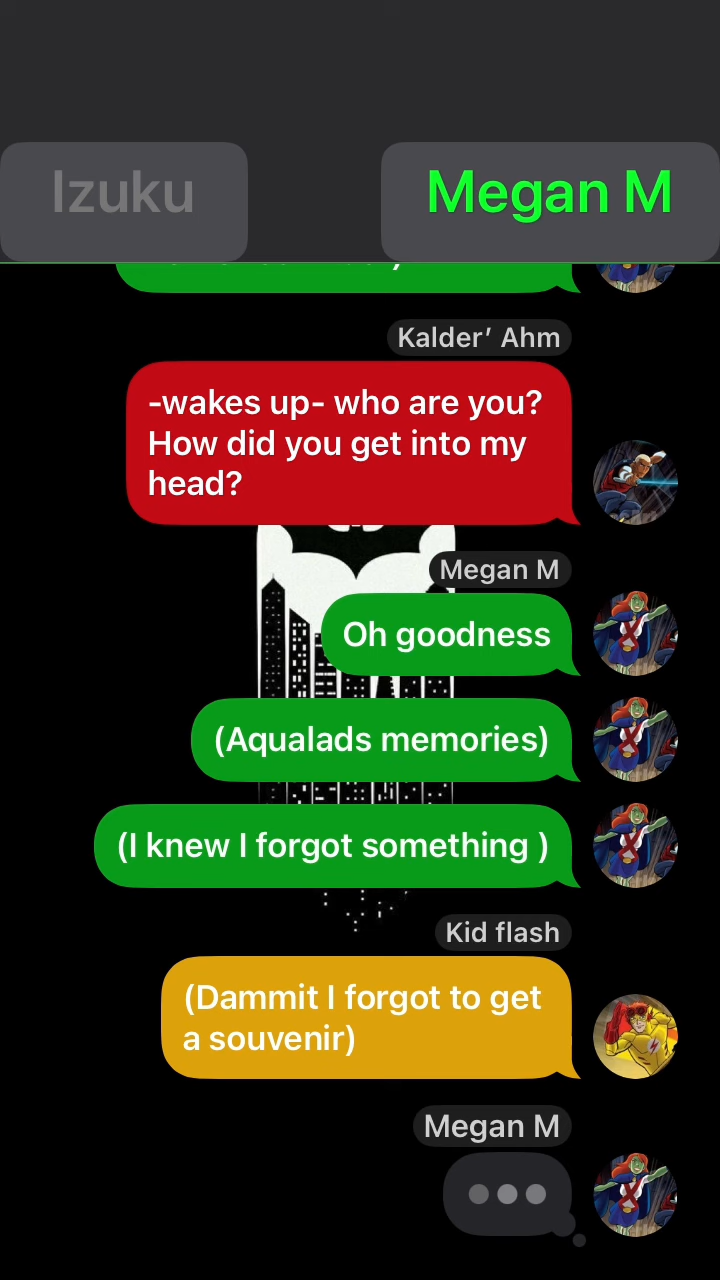 Izuku
Megan M
Kalder’ Ahm
-wakes up- who are you?
How did you get into my
head?
Megan M
Oh goodness
(Aqualads memories)
(I knew I forgot something )
Kid flash
(Dammit I forgot to get
a souvenir)
Megan M